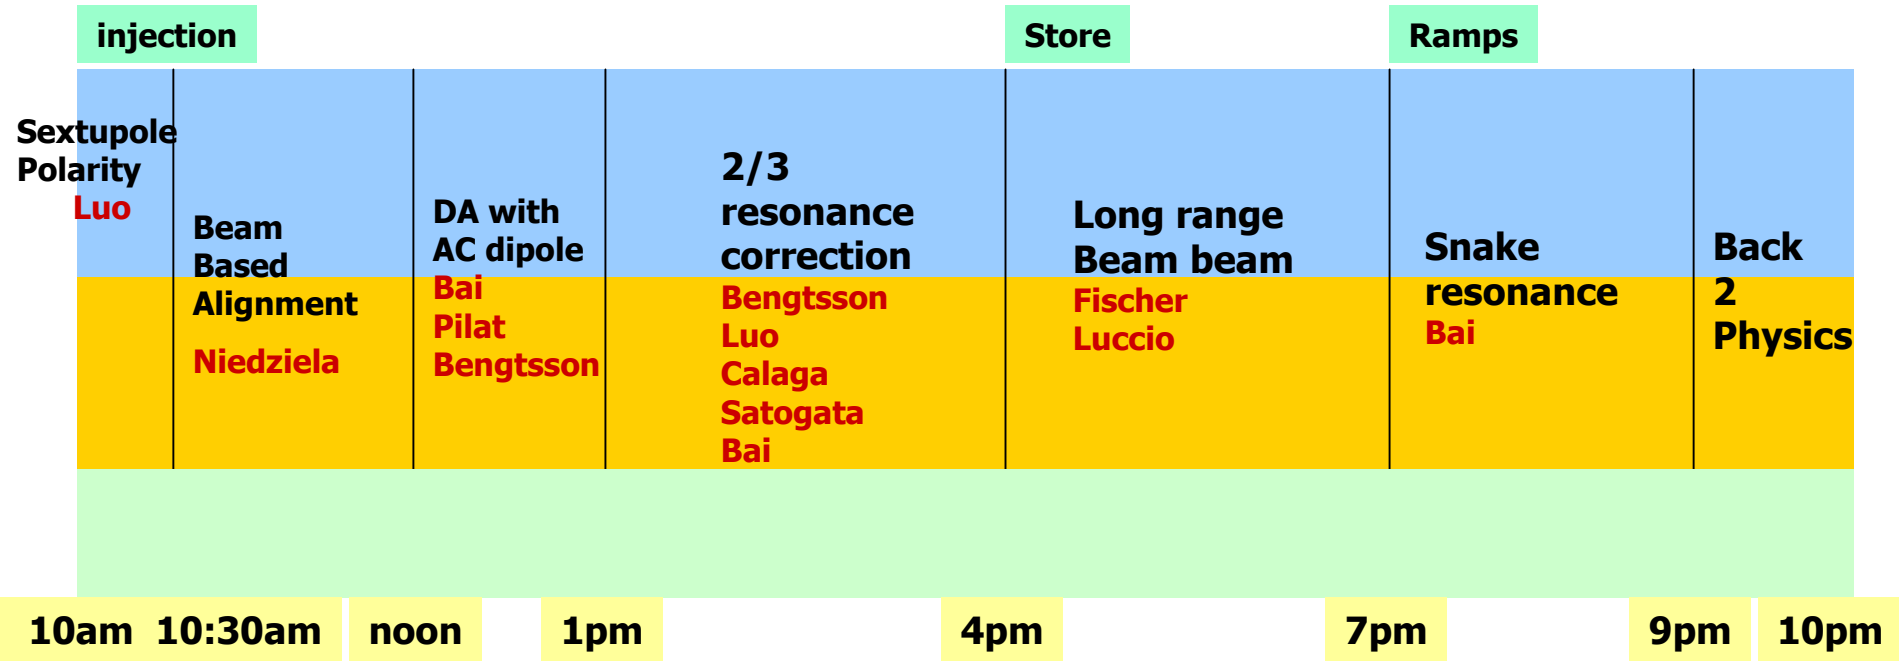 injection
Store
Ramps
Sextupole
Polarity
Luo
Beam
Based
Alignment
Niedziela
DA with
AC dipole
Bai
Pilat
Bengtsson
2/3
resonance
correction
Bengtsson
Luo
Calaga
Satogata
Bai
Long range
Beam beam
Fischer
Luccio
Snake
resonance
Bai
Back
2
Physics
10am 10:30am noon 1pm 4pm 7pm 9pm 10pm